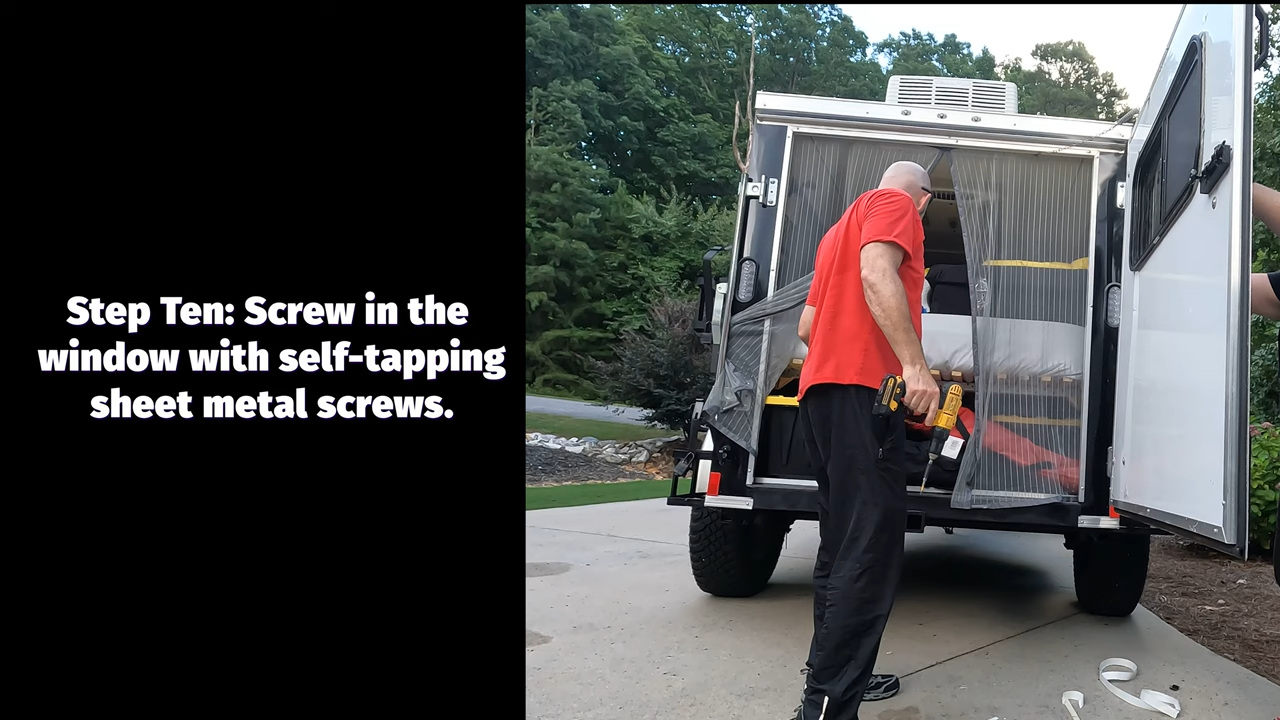 Step Ten: Screw in the
window with self-tapping
sheet metal screws.